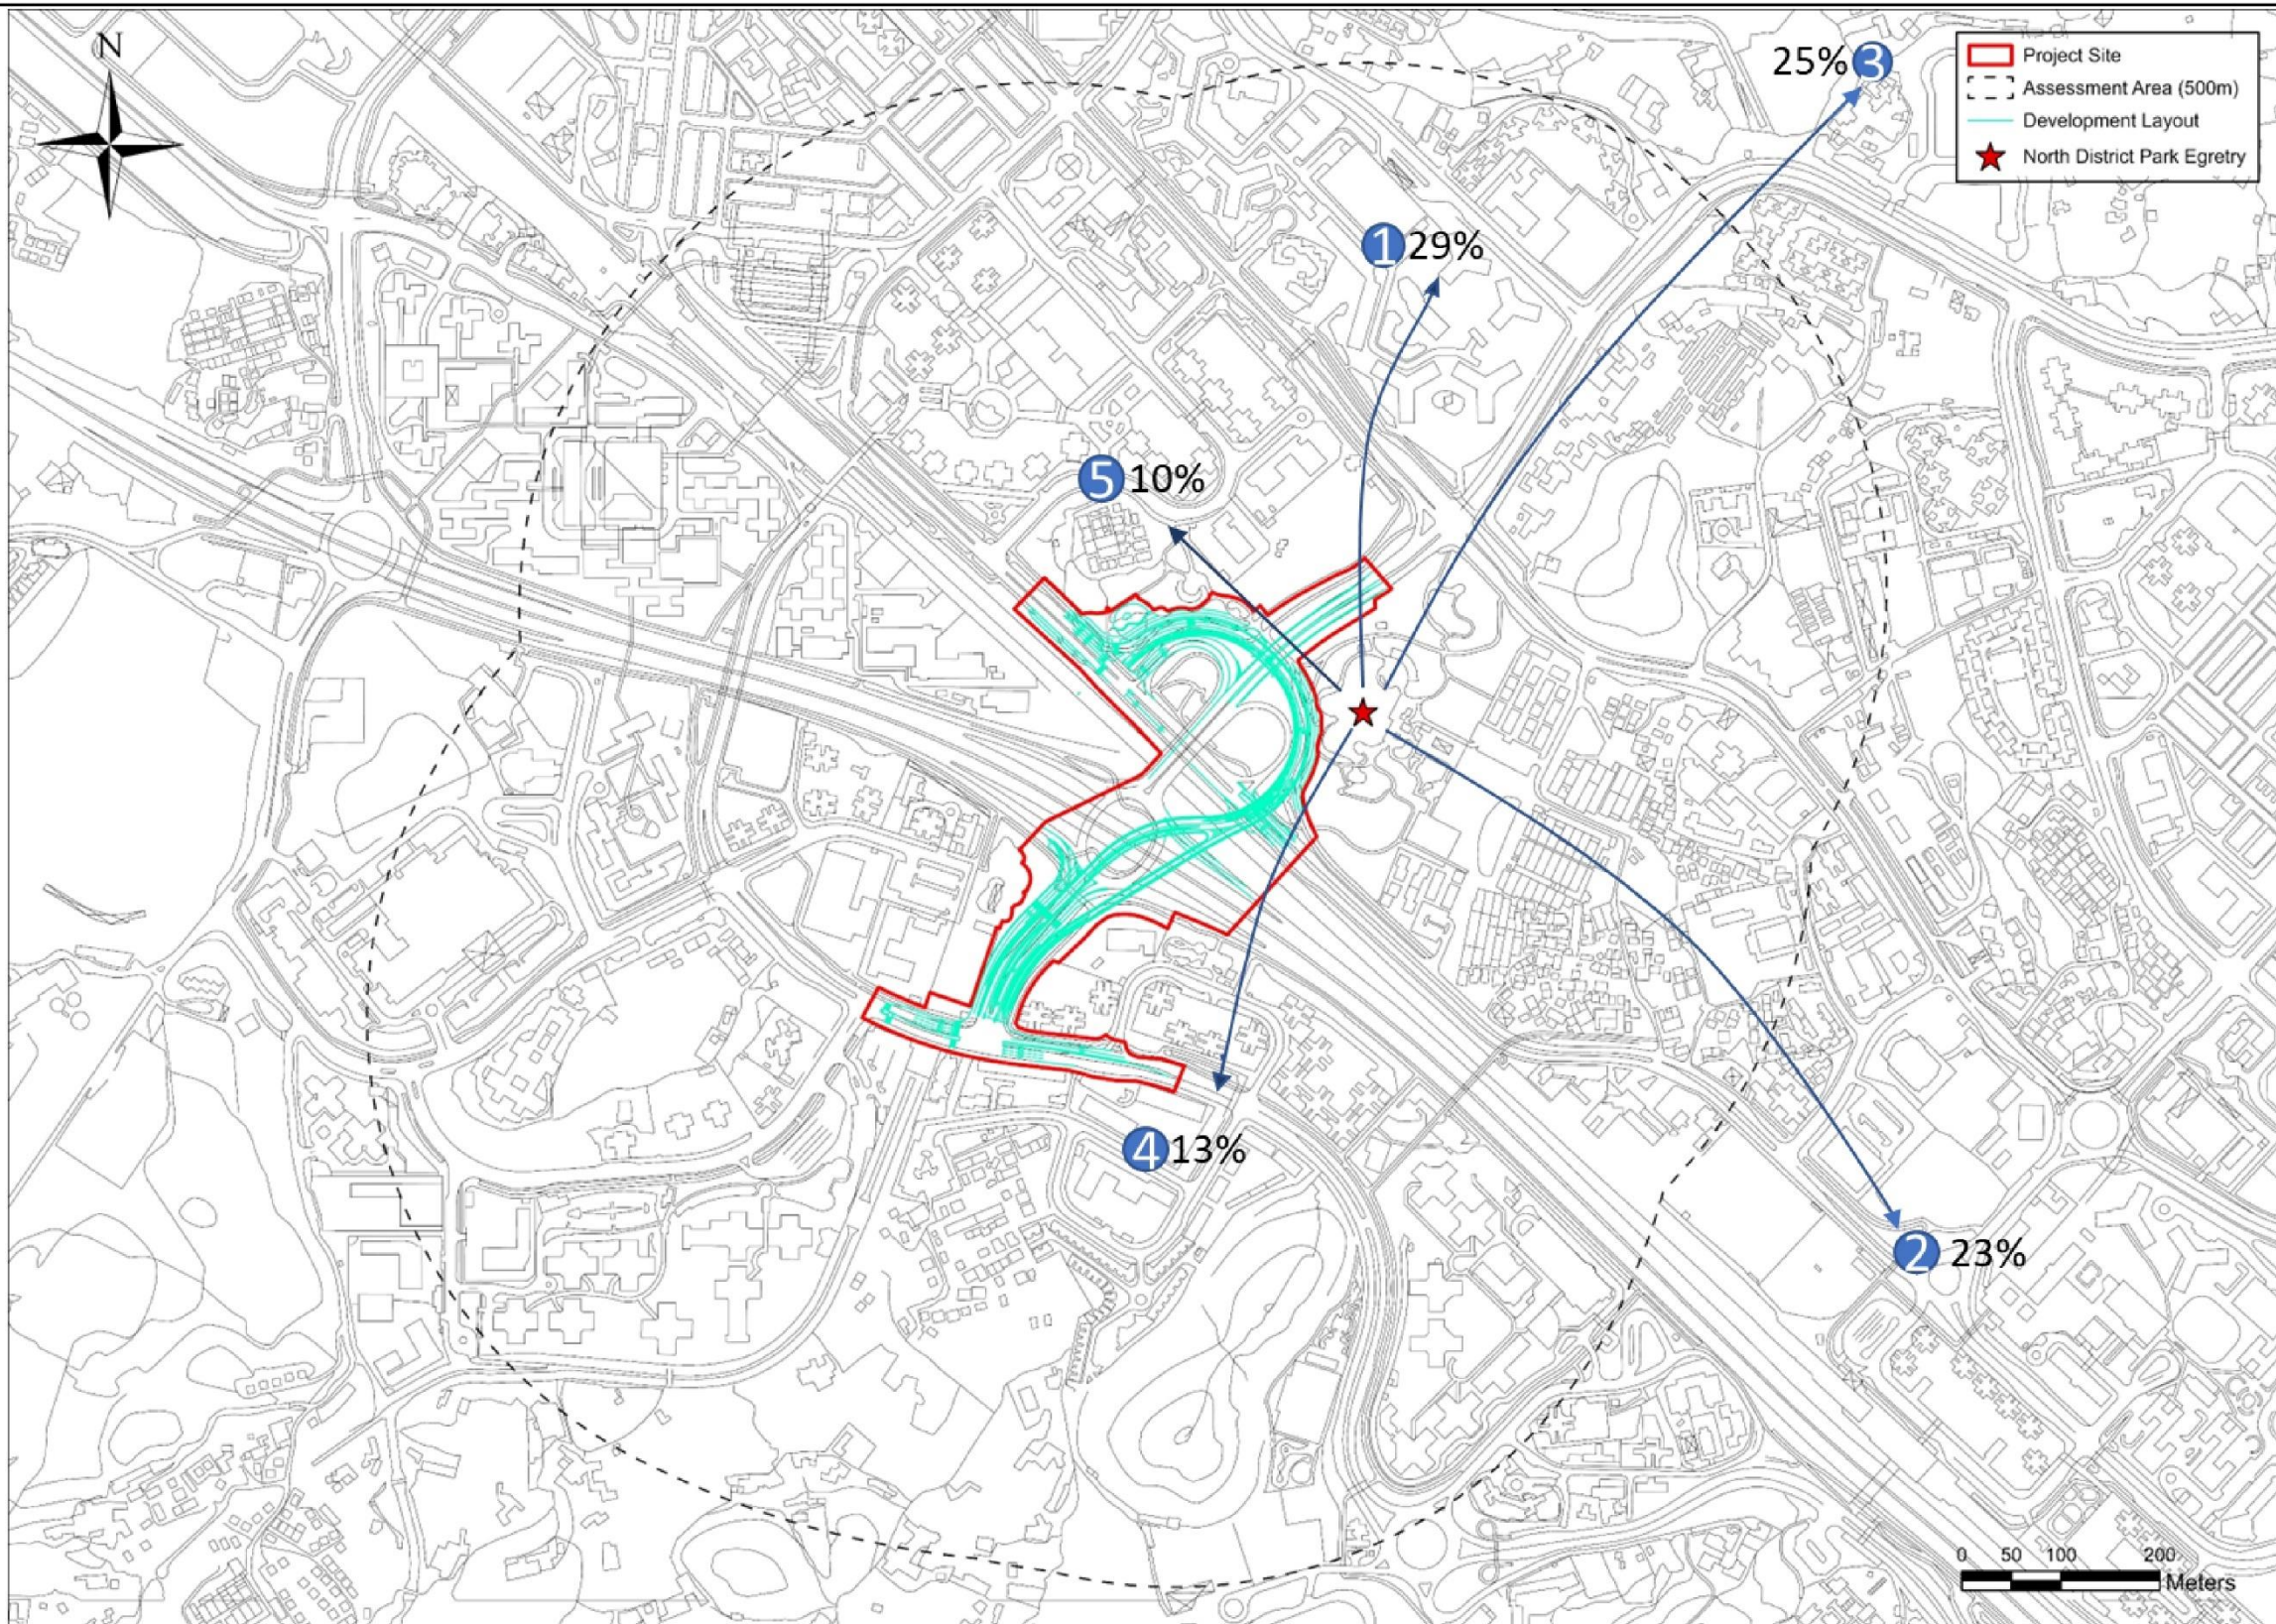 N
25% 3
Project Site
Assessment Area (500m)
Development Layout
North District Park Egretry
1 29%
5 10%
4 13%
2 23%
0 50 100 200
Meters